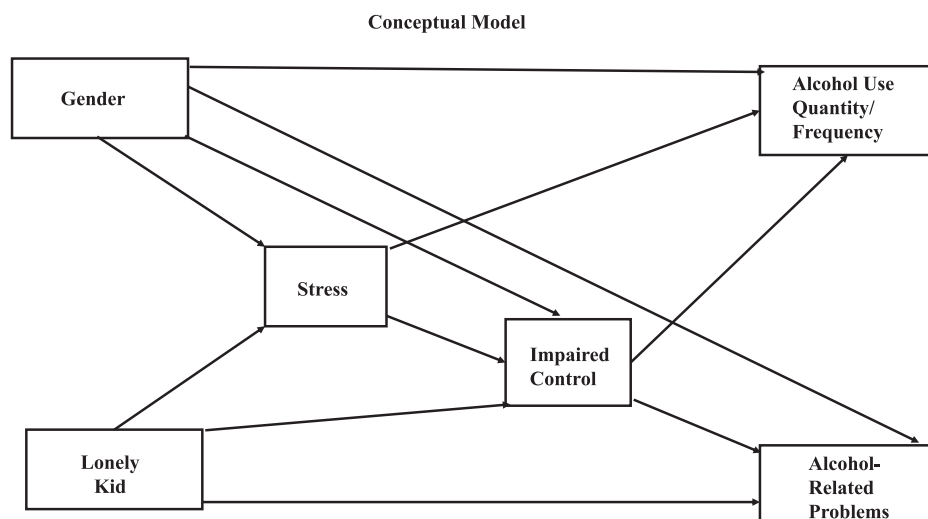 Conceptual Model
Gender
Alcohol Use
Quantity/
Frequency
Stress
Impaired
Control
Lonely
Kid
Alcohol-
Related
Problems